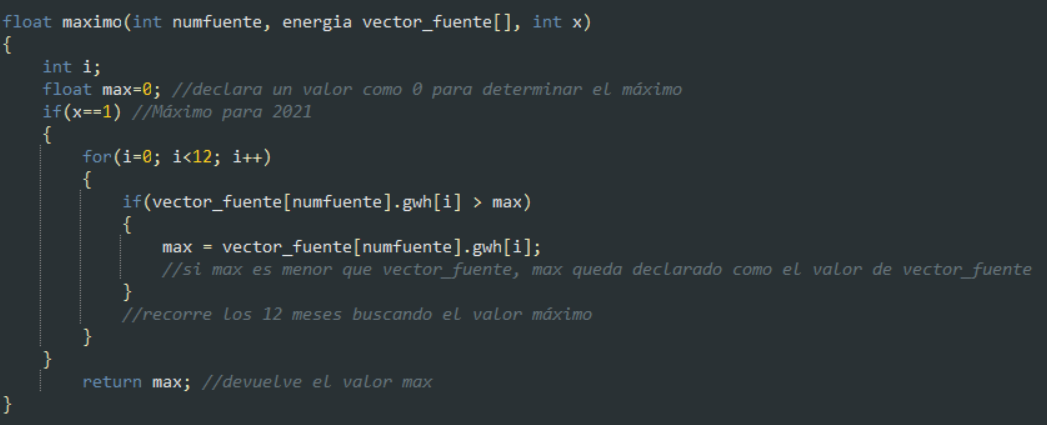 float maximo(int numfuente, energia vector_fuente[], int x)
{
    int i;
    float max=0; //declara un valor como 0 para determinar el máximo
    if(x==1) //Máximo para 2021
    {
        for(i=0; i<12; i++)
        {
            if(vector_fuente[numfuente].gwh[i] > max)
            {
                max = vector_fuente[numfuente].gwh[i];
                //si max es menor que vector_fuente, max queda declarado como el valor de vector_fuente
            }
            //recorre los 12 meses buscando el valor máximo
        }
    }
        return max; //devuelve el valor max
}